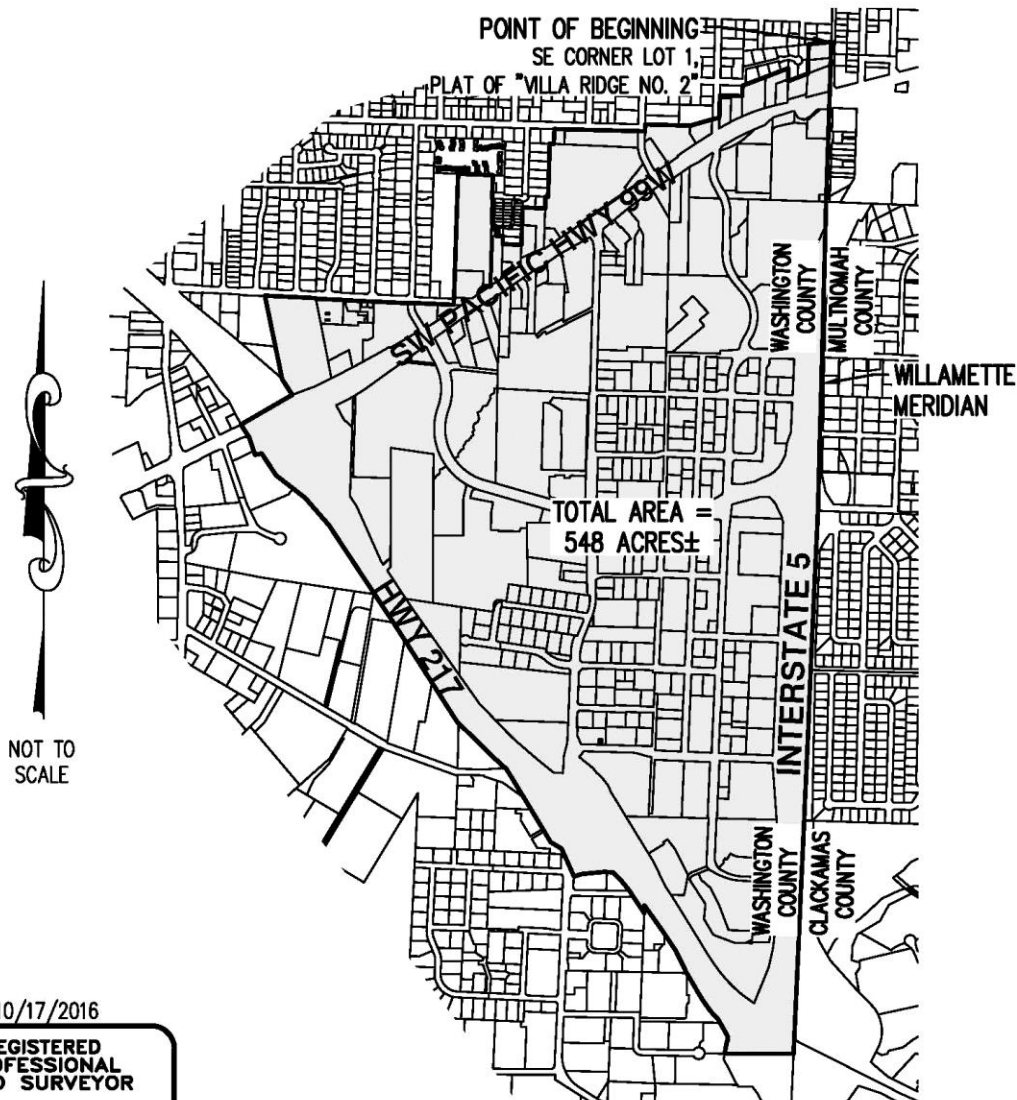 POINT OF BEGINNING
SE CORNER LOT 1,
PLAT OF "VILLA RIDGE NO. 2"
SW PACIFIC HWY 99W
WASHINGTON
COUNTY
MULTNOMAH
COUNTY
WILLAMETTE
MERIDIAN
TOTAL AREA =
548 ACRES±
HWY 217
INTERSTATE 5
NOT TO
SCALE
WASHINGTON
COUNTY
CLACKAMAS
COUNTY
10/17/2016
EGISTERED
OFESSIONAL
D SURVEYOR